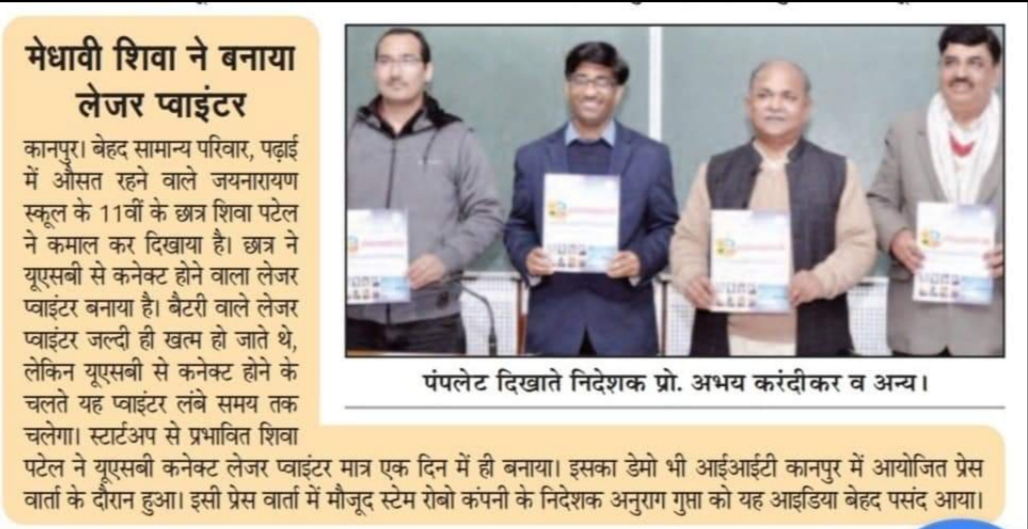 मेधावी शिवा ने बनाया
लेजर प्वाइंटर
कानपुर। बेहद सामान्य परिवार, पढ़ाई
में औसत रहने वाले जयनारायण
स्कूल के 11वीं के छात्र शिवा पटेल
ने कमाल कर दिखाया है। छात्र ने
यूएसबी से कनेक्ट होने वाला लेजर
प्वाइंटर बनाया है। बैटरी वाले लेजर
प्वाइंटर जल्दी ही खत्म हो जाते थे,
लेकिन यूएसबी से कनेक्ट होने के
चलते यह प्वाइंटर लंबे समय तक
चलेगा। स्टार्टअप से प्रभावित शिवा
पटेल ने यूएसबी कनेक्ट लेजर प्वाइंटर मात्र एक दिन में ही बनाया। इसका डेमो भी आईआईटी कानपुर में आयोजित प्रेस
वार्ता के दौरान हुआ। इसी प्रेस वार्ता में मौजूद स्टेम रोबो कंपनी के निदेशक अनुराग गुप्ता को यह आइडिया बेहद पसंद आया।
पंपलेट दिखाते निदेशक प्रो. अभय करंदीकर व अन्य।